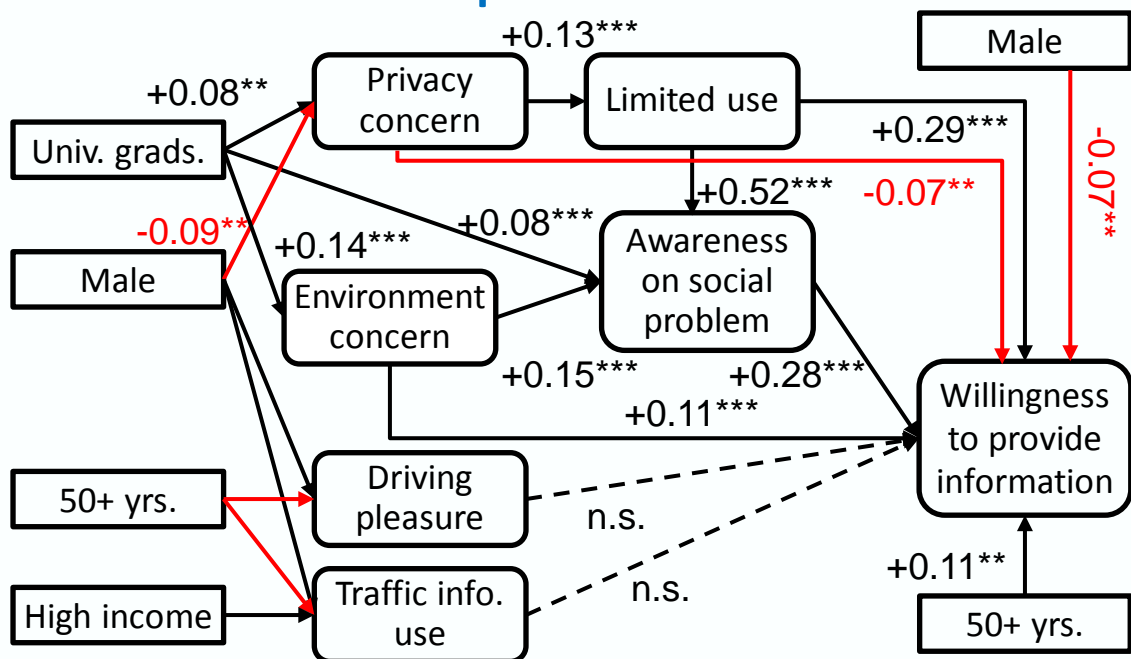 +0.13***
Male
+0.08**
Privacy
concern
Limited use
Univ. grads.
+0.29***
-0.07**
-0.07**
+0.52***
-0.09**
+0.08***
+0.14***
Male
Awareness
on social
problem
Environment
concern
+0.15***
+0.28***
+0.11***
Willingness
to provide
information
50+ yrs.
Driving
pleasure
n.s.
n.s.
+0.11**
High income
Traffic info.
use
50+ yrs.